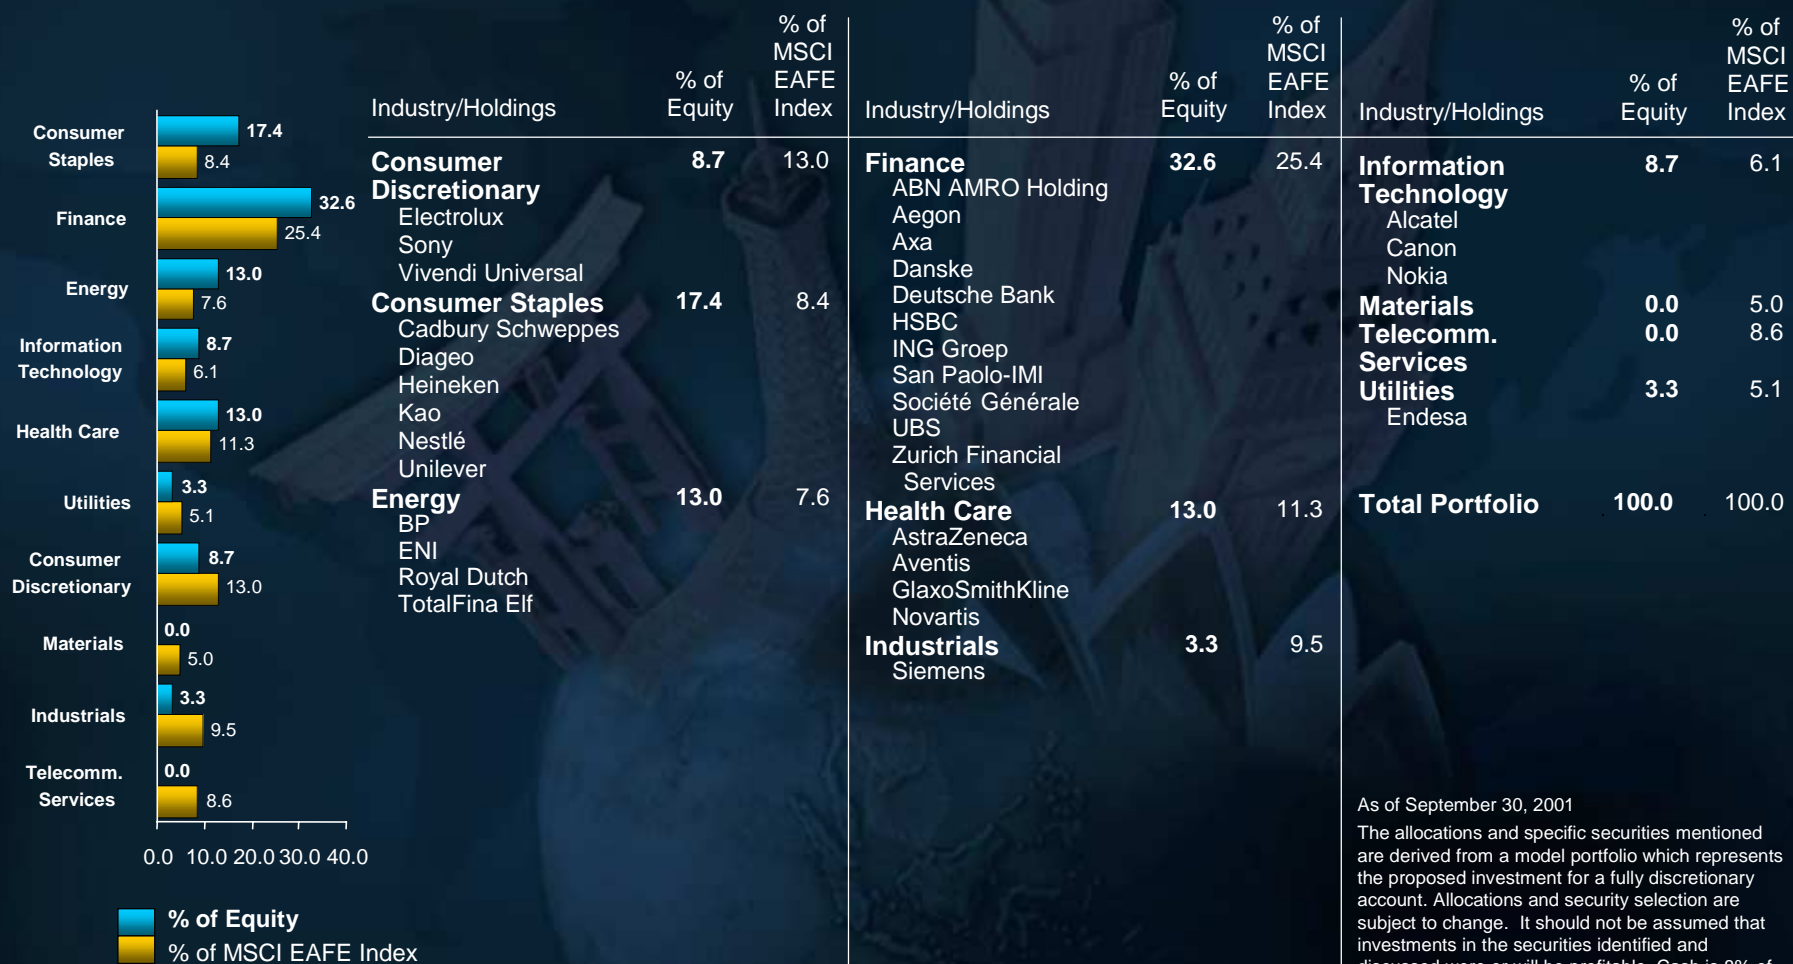 Consumer
Staples
17.4
8.4
Finance
32.6
25.4
Energy
13.0
7.6
Information
Technology
8.7
6.1
Health Care
13.0
11.3
Utilities
3.3
5.1
Consumer
Discretionary
8.7
13.0
Materials
0.0
5.0
Industrials
3.3
9.5
Telecomm.
Services
0.0
8.6
0.0 10.0 20.0 30.0 40.0
% of Equity
% of MSCI EAFE Index
Industry/Holdings
% of
Equity
% of
MSCI
EAFE
Index
Consumer 8.7 13.0
Discretionary
Electrolux
Sony
Vivendi Universal
Consumer Staples 17.4 8.4
Cadbury Schweppes
Diageo
Heineken
Kao
Nestlé
Unilever
Energy 13.0 7.6
BP
ENI
Royal Dutch
TotalFina Elf
Industry/Holdings
% of
Equity
% of
MSCI
EAFE
Index
Finance 32.6 25.4
ABN AMRO Holding
Aegon
Axa
Danske
Deutsche Bank
HSBC
ING Groep
San Paolo-IMI
Société Générale
UBS
Zurich Financial
Services
Health Care 13.0 11.3
AstraZeneca
Aventis
GlaxoSmithKline
Novartis
Industrials 3.3 9.5
Siemens
Industry/Holdings
% of
Equity
% of
MSCI
EAFE
Index
Information 8.7 6.1
Technology
Alcatel
Canon
Nokia
Materials 0.0 5.0
Telecomm. 0.0 8.6
Services
Utilities 3.3 5.1
Endesa
Total Portfolio 100.0 100.0
As of September 30, 2001
The allocations and specific securities mentioned
are derived from a model portfolio which represents
the proposed investment for a fully discretionary
account. Allocations and security selection are
subject to change. It should not be assumed that
investments in the securities identified and
discussed were or will be profitable. Cash is 8% of